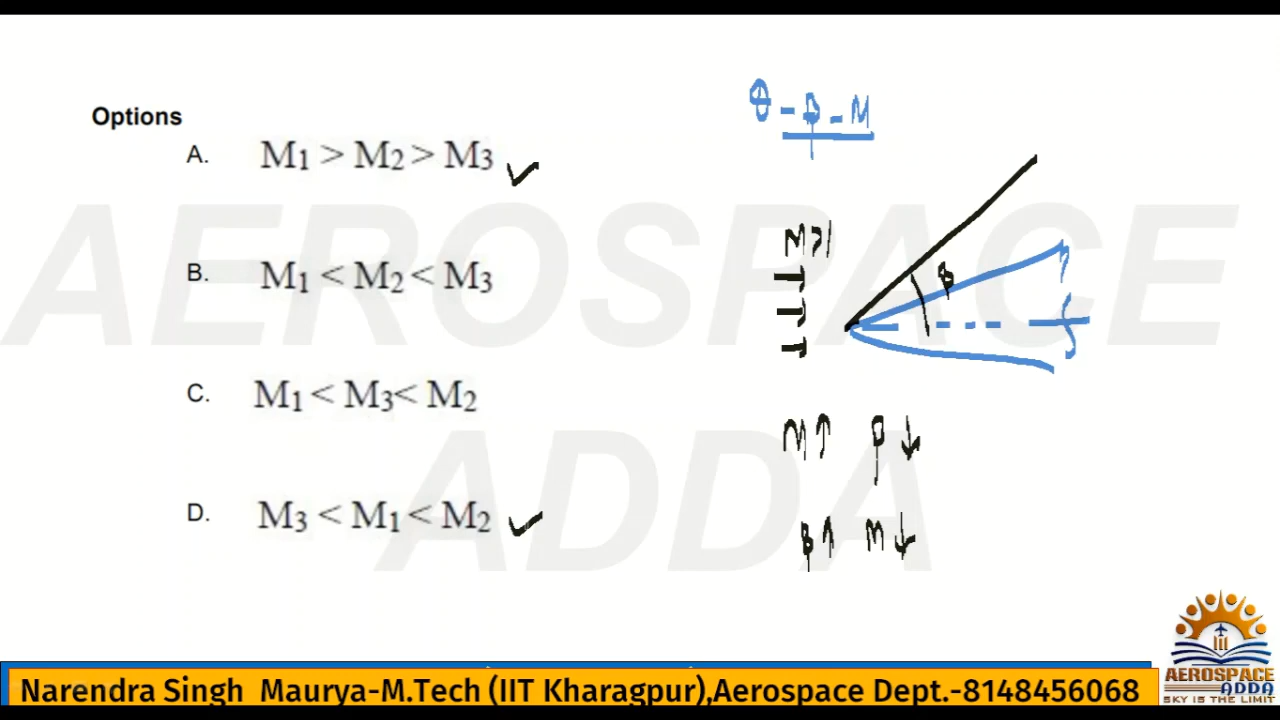 Options
A. M1 > M2 > M3 ✓
B. M1 < M2 < M3
C. M1 < M3< M2
D. M3 < M1 < M2 ✓
θ - β - M
M>1
β
M↑ β↓
β↑ M↓
AEROSPACE
ADDA
Narendra Singh Maurya-M.Tech (IIT Kharagpur),Aerospace Dept.-8148456068
AEROSPACE
ADDA
SKY IS THE LIMIT